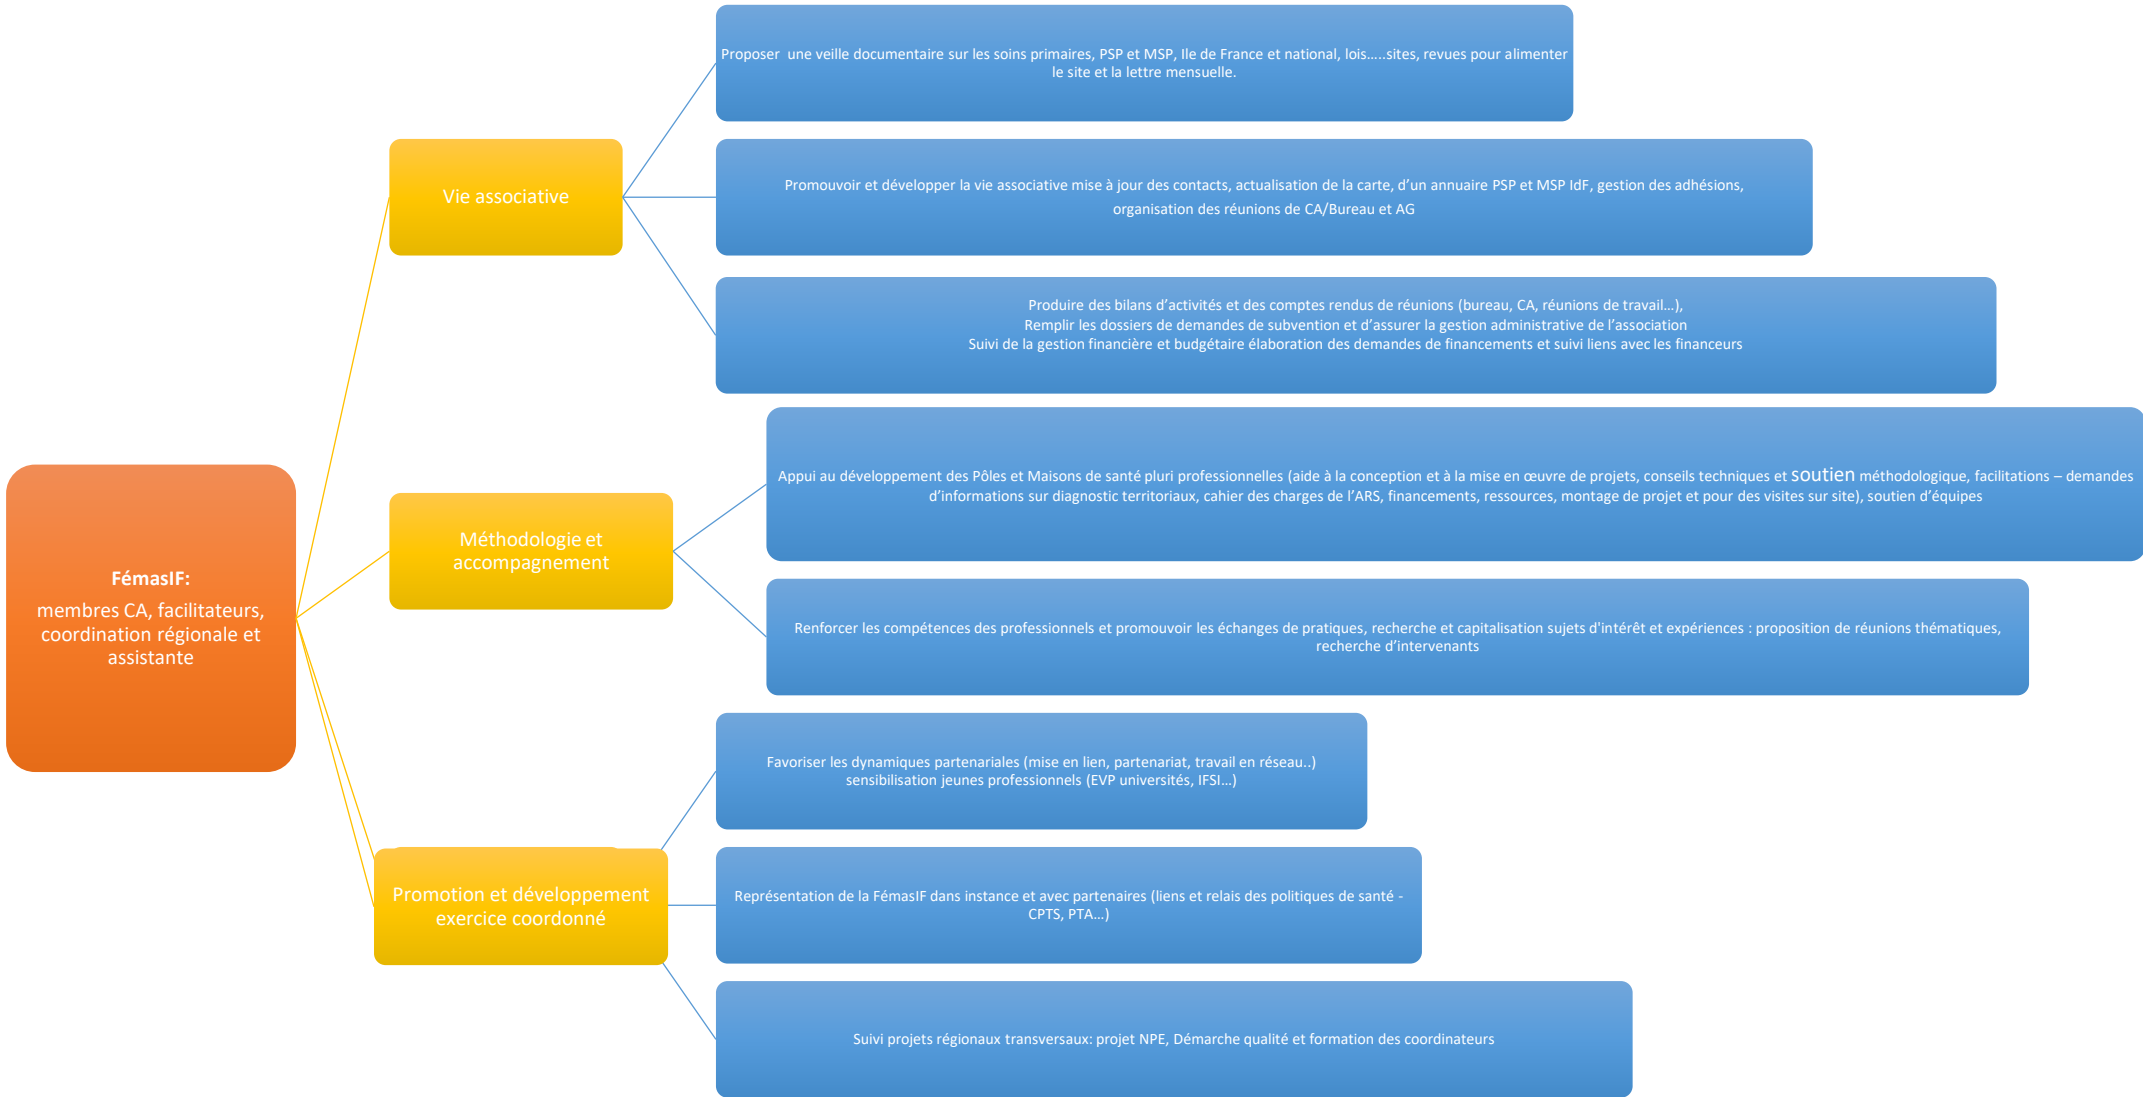 Proposer  une veille documentaire sur les soins primaires, PSP et MSP, Ile de France et national, lois…..sites, revues pour alimenter
le site et la lettre mensuelle.
Vie associative
Promouvoir et développer la vie associative mise à jour des contacts, actualisation de la carte, d’un annuaire PSP et MSP IdF, gestion des adhésions,
organisation des réunions de CA/Bureau et AG
Produire des bilans d’activités et des comptes rendus de réunions (bureau, CA, réunions de travail…),
Remplir les dossiers de demandes de subvention et d’assurer la gestion administrative de l’association
Suivi de la gestion financière et budgétaire élaboration des demandes de financements et suivi liens avec les financeurs
FémasIF:
membres CA, facilitateurs,
coordination régionale et
assistante
Méthodologie et
accompagnement
Appui au développement des Pôles et Maisons de santé pluri professionnelles (aide à la conception et à la mise en œuvre de projets, conseils techniques et soutien méthodologique, facilitations – demandes
d’informations sur diagnostic territoriaux, cahier des charges de l’ARS, financements, ressources, montage de projet et pour des visites sur site), soutien d’équipes
Renforcer les compétences des professionnels et promouvoir les échanges de pratiques, recherche et capitalisation sujets d'intérêt et expériences : proposition de réunions thématiques,
recherche d’intervenants
Promotion et développement
exercice coordonné
Favoriser les dynamiques partenariales (mise en lien, partenariat, travail en réseau..)
sensibilisation jeunes professionnels (EVP universités, IFSI…)
Représentation de la FémasIF dans instance et avec partenaires (liens et relais des politiques de santé -
CPTS, PTA…)
Suivi projets régionaux transversaux: projet NPE, Démarche qualité et formation des coordinateurs